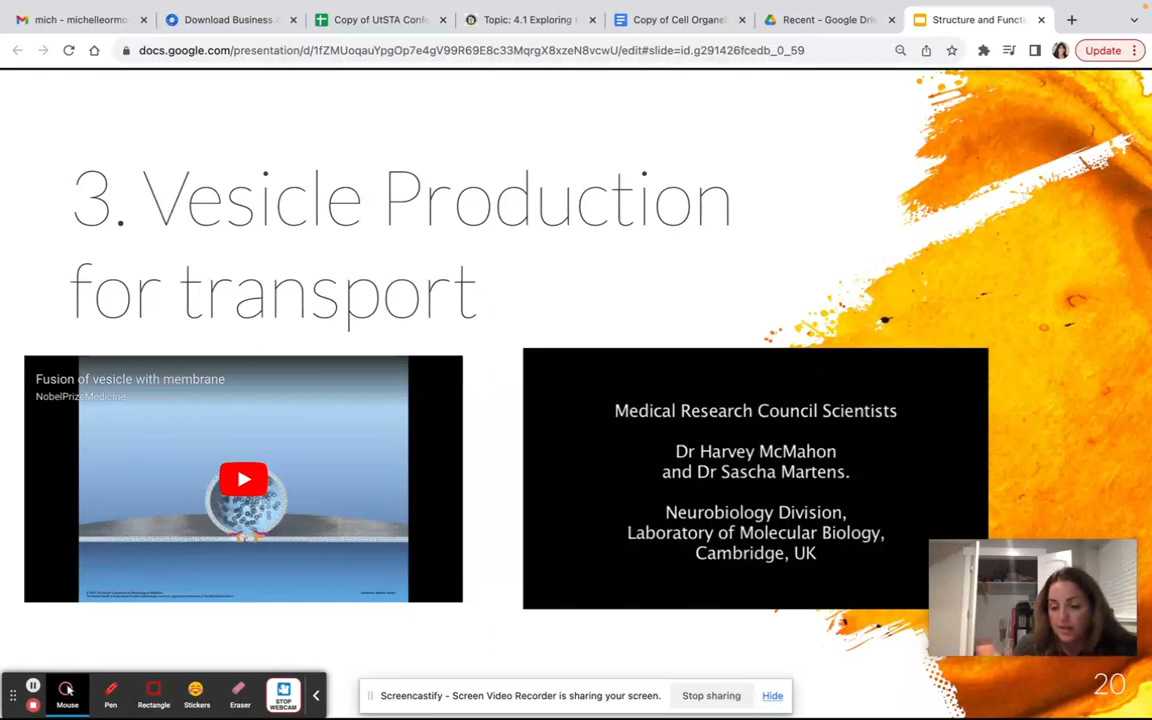 mich - michelleormo
Download Business
Copy of UtSTA Conf
Topic: 4.1 Exploring
Copy of Cell Organel
Recent - Google Dri
Structure and Functi
docs.google.com/presentation/d/1fZMUoqauYpgOp7e4gV99R69E8c33MqrgX8xzeN8vcwU/edit#slide=id.g291426fcedb_0_59
Update
3. Vesicle Production
for transport
Fusion of vesicle with membrane
NobelPrizeMedicine
Medical Research Council Scientists
Dr Harvey McMahon
and Dr Sascha Martens.
Neurobiology Division,
Laboratory of Molecular Biology,
Cambridge, UK
20
Mouse
Pen
Rectangle
Stickers
Eraser
STOP
WEBCAM
Screencastify - Screen Video Recorder is sharing your screen.
Stop sharing
Hide